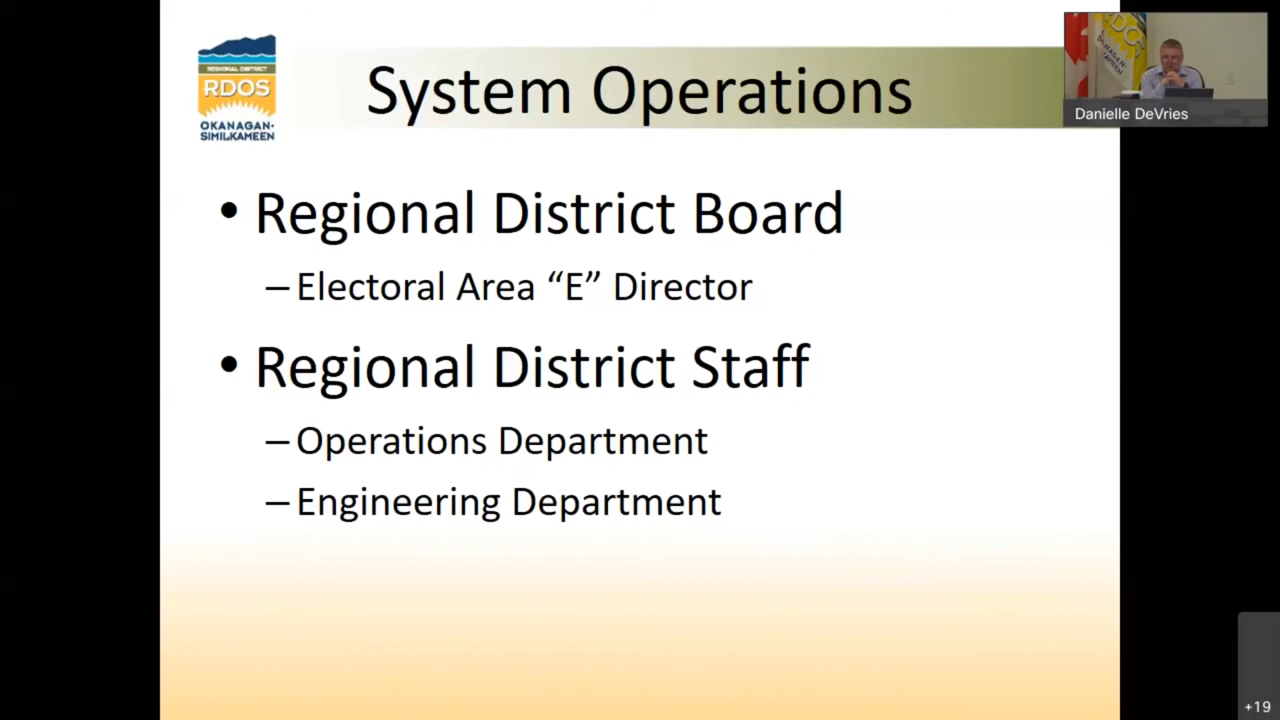 REGIONAL DISTRICT
RDOS
OKANAGAN-
SIMILKAMEEN
System Operations
RDOS
Danielle DeVries
• Regional District Board
– Electoral Area “E” Director
• Regional District Staff
– Operations Department
– Engineering Department
+19